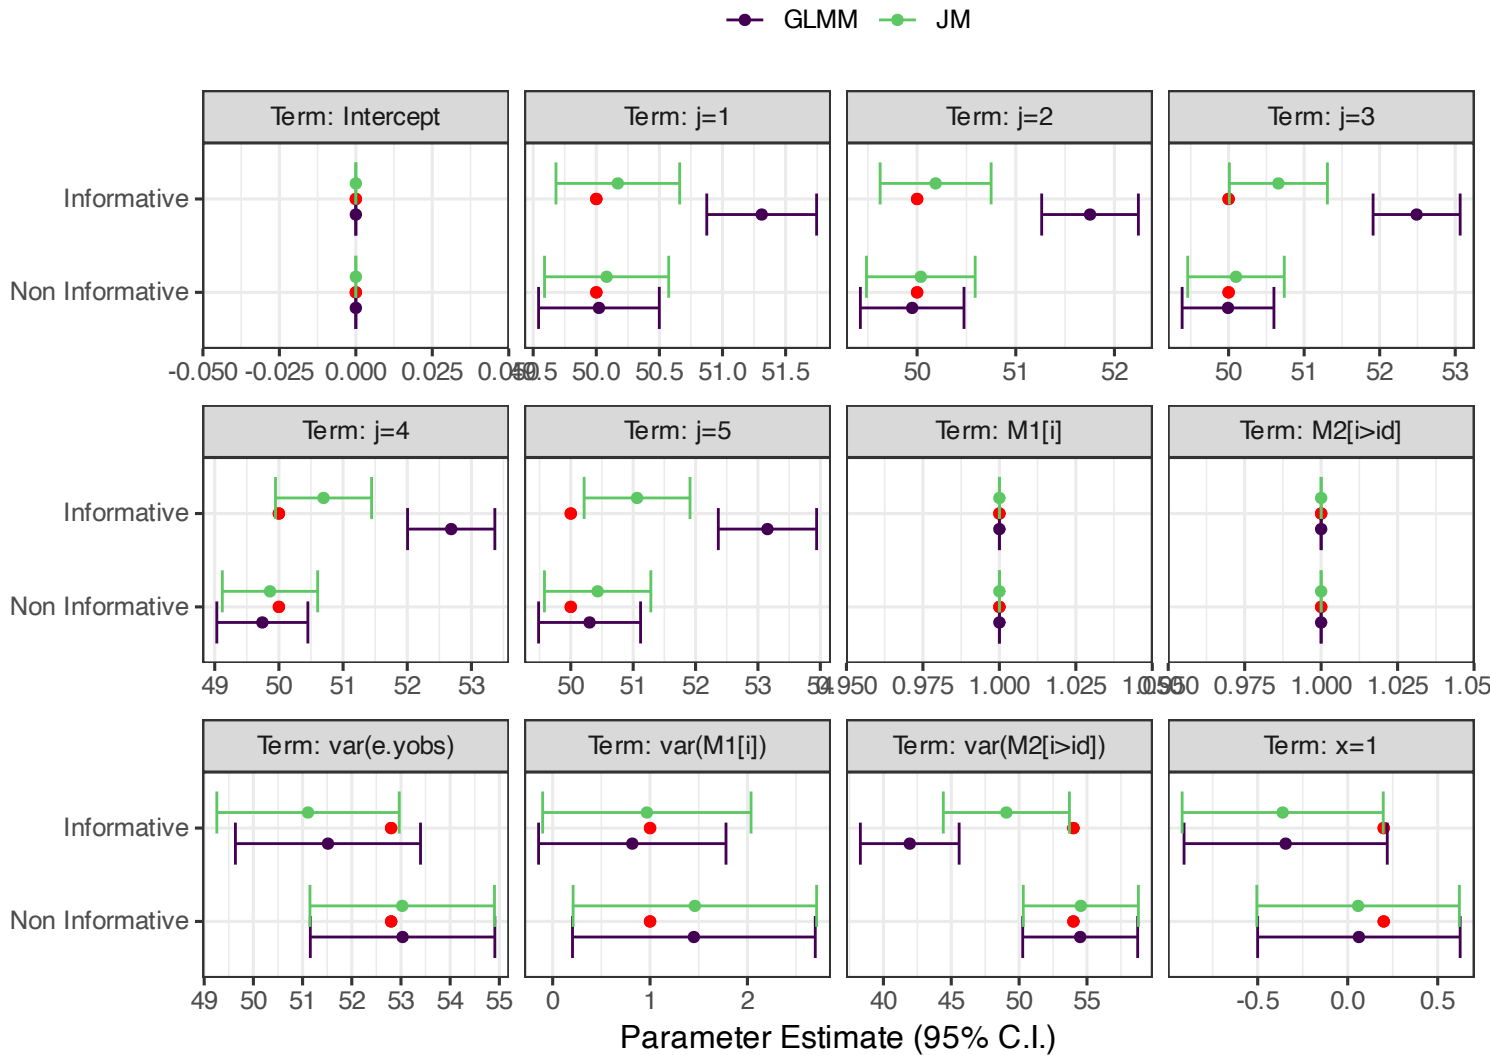 GLMM JM
Term: Intercept Term: j=1 Term: j=2 Term: j=3
Informative
Non Informative
-0.050 -0.025 0.000 0.025 0.050 49.5 50.0 50.5 51.0 51.5 50 51 52 50 51 52 53
Term: j=4 Term: j=5 Term: M1[i] Term: M2[i>id]
Informative
Non Informative
49 50 51 52 53 50 51 52 53 54 0.950 0.975 1.000 1.025 1.050 0.950 0.975 1.000 1.025 1.05
Term: var(e.yobs) Term: var(M1[i]) Term: var(M2[i>id]) Term: x=1
Informative
Non Informative
49 50 51 52 53 54 55 0 1 2 40 45 50 55 -0.5 0.0 0.5
Parameter Estimate (95% C.I.)